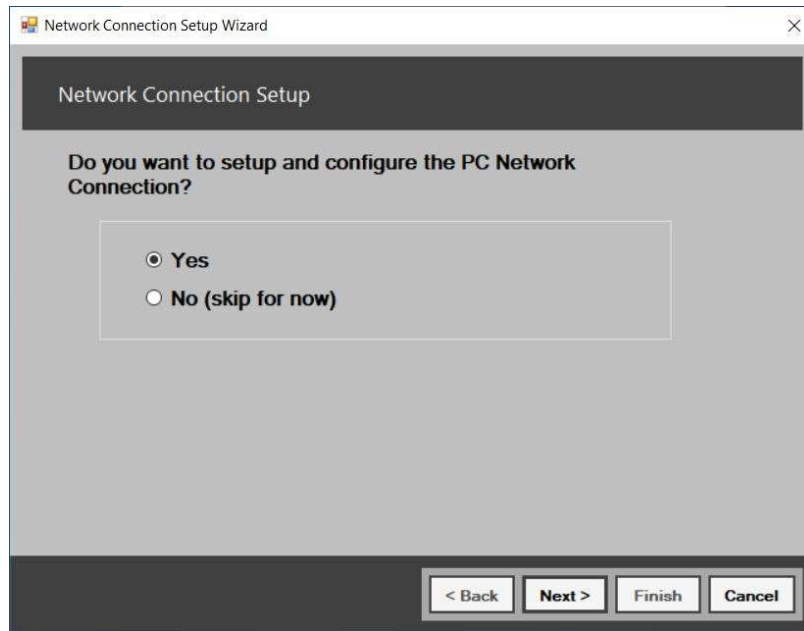 Network Connection Setup Wizard
Network Connection Setup
Do you want to setup and configure the PC Network
Connection?
Yes
No (skip for now)
< Back Next > Finish Cancel